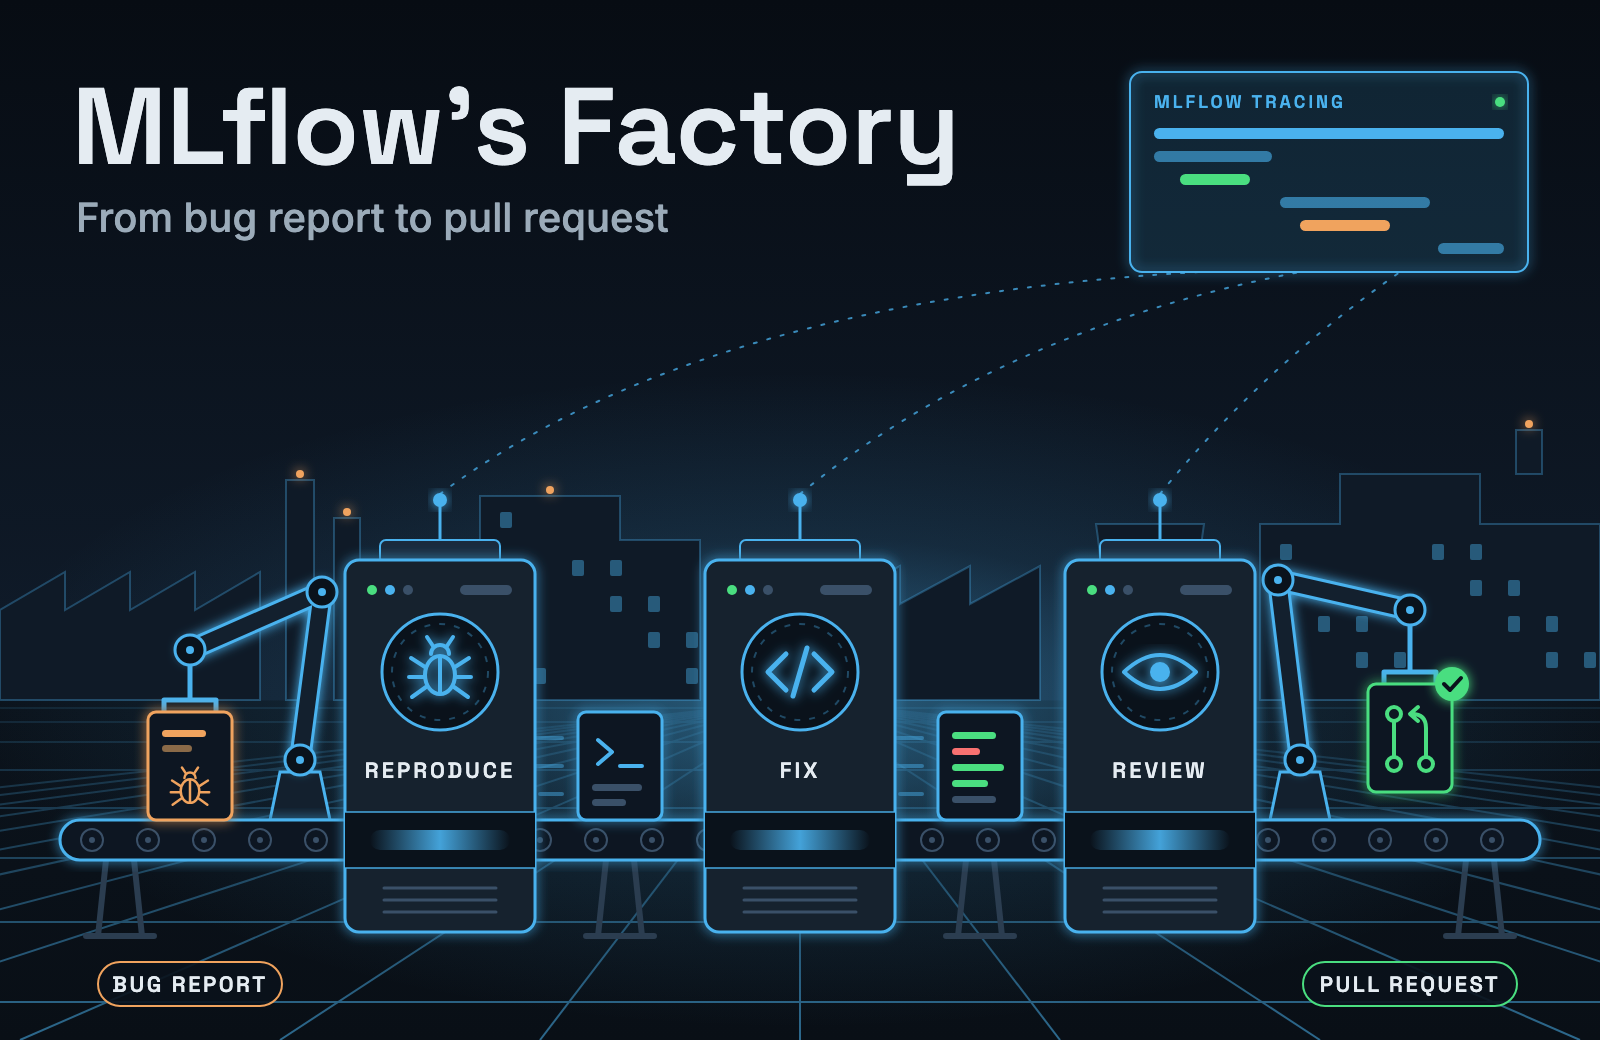 MLflow’s Factory
From bug report to pull request
MLFLOW TRACING
REPRODUCE
FIX
REVIEW
BUG REPORT
PULL REQUEST